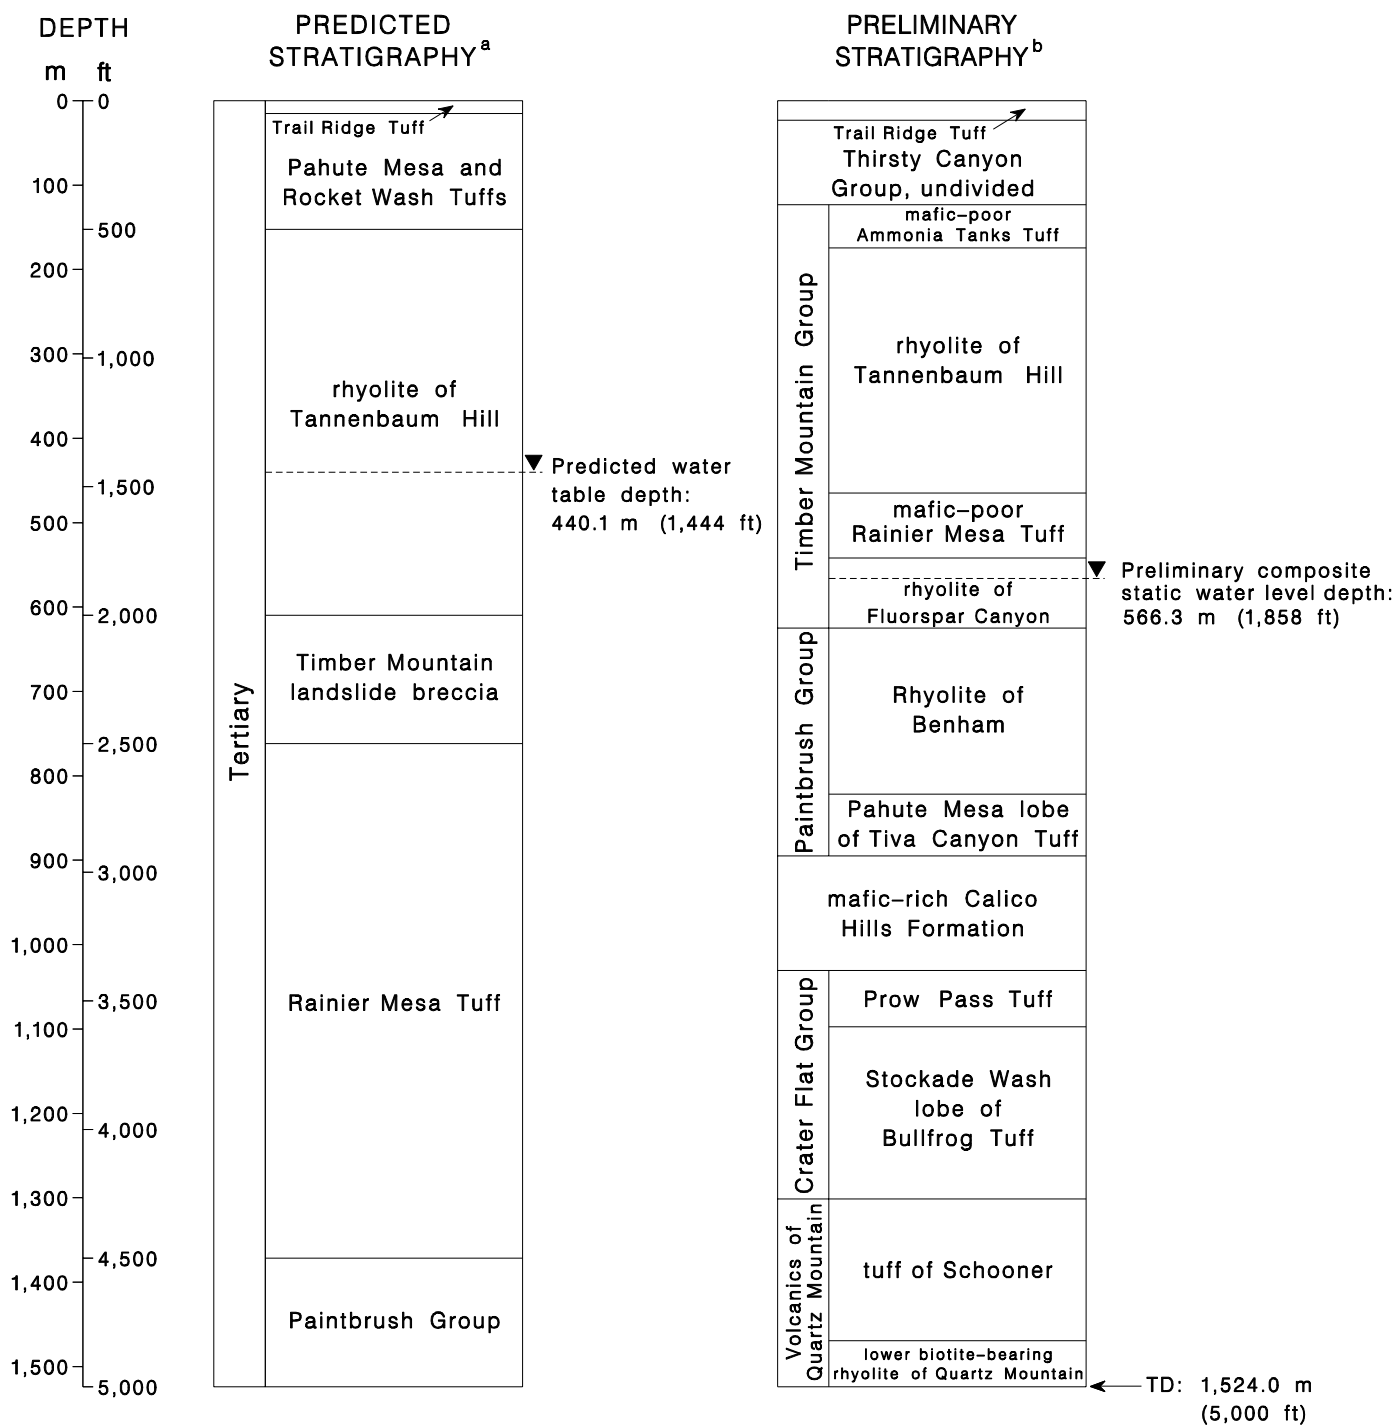 DEPTH
m ft
0 0
100
500
200
300
1,000
400
1,500
500
600
2,000
700
2,500
800
900
3,000
1,000
3,500
1,100
1,200
4,000
1,300
4,500
1,400
1,500
5,000
PREDICTED
STRATIGRAPHY a
Trail Ridge Tuff
Pahute Mesa and
Rocket Wash Tuffs
rhyolite of
Tannenbaum Hill
Predicted water
table depth:
440.1 m (1,444 ft)
Timber Mountain
landslide breccia
Tertiary
Rainier Mesa Tuff
Paintbrush Group
PRELIMINARY
STRATIGRAPHY b
Trail Ridge Tuff
Thirsty Canyon
Group, undivided
Timber Mountain Group
mafic–poor
Ammonia Tanks Tuff
rhyolite of
Tannenbaum Hill
mafic–poor
Rainier Mesa Tuff
rhyolite of
Fluorspar Canyon
Preliminary composite
static water level depth:
566.3 m (1,858 ft)
Paintbrush Group
Rhyolite of
Benham
Pahute Mesa lobe
of Tiva Canyon Tuff
mafic–rich Calico
Hills Formation
Crater Flat Group
Prow Pass Tuff
Stockade Wash
lobe of
Bullfrog Tuff
Volcanics of
Quartz Mountain
tuff of Schooner
lower biotite–bearing
rhyolite of Quartz Mountain
TD: 1,524.0 m
(5,000 ft)